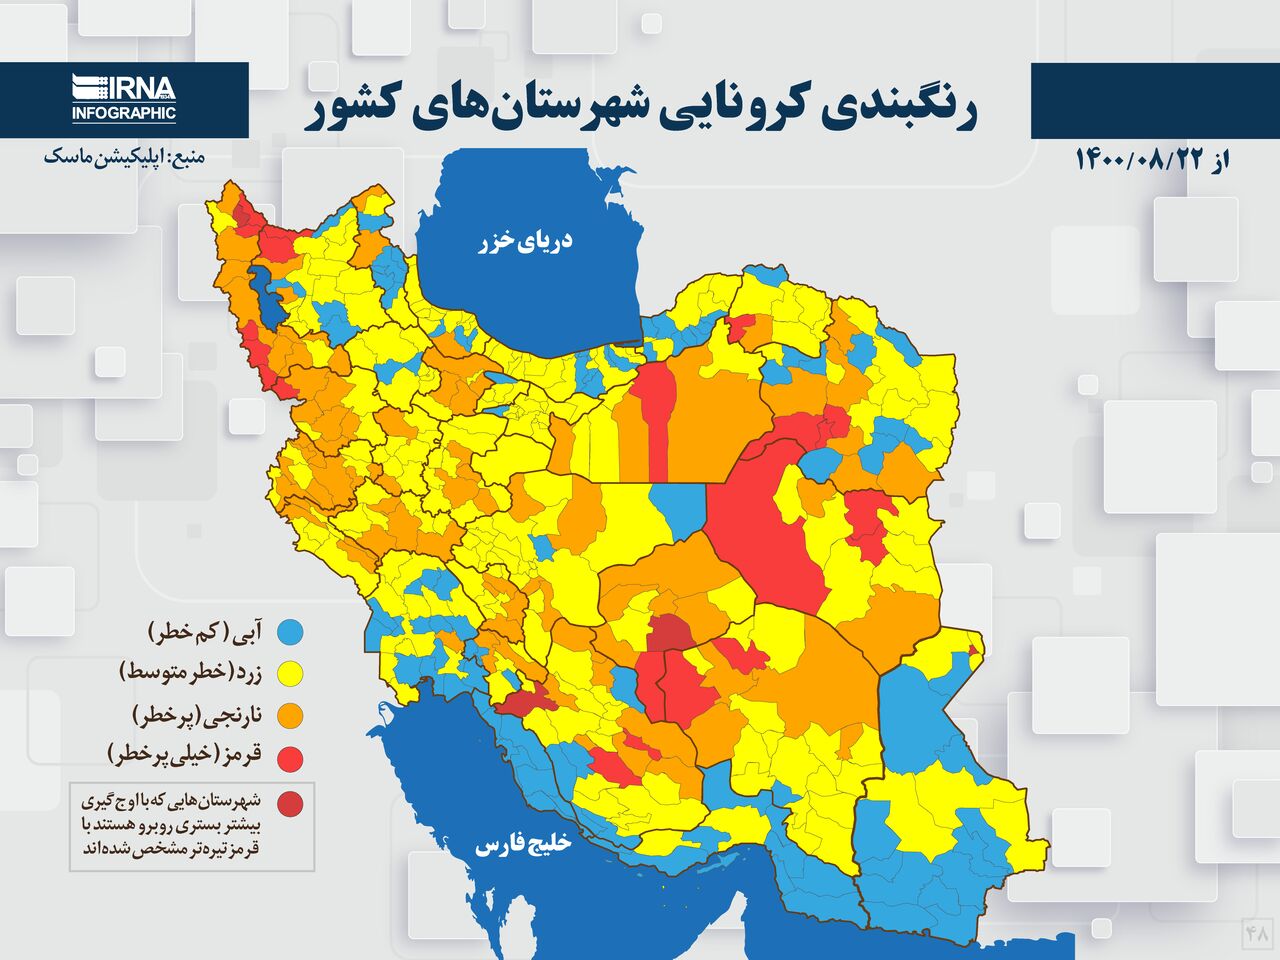 رنگبندی کرونایی شهرستان‌های کشور
IRNA
INFOGRAPHIC
منبع: اپلیکیشن ماسک
از ۱۴۰۰/۰۸/۲۲
دریای خزر
آبی (کم خطر)
زرد (خطر متوسط)
نارنجی (پرخطر)
قرمز (خیلی پرخطر)
شهرستان‌هایی که با اوج گیری
بیشتر بستری روبرو هستند با
قرمز تیره‌تر مشخص شده‌اند
خلیج فارس
۴۸